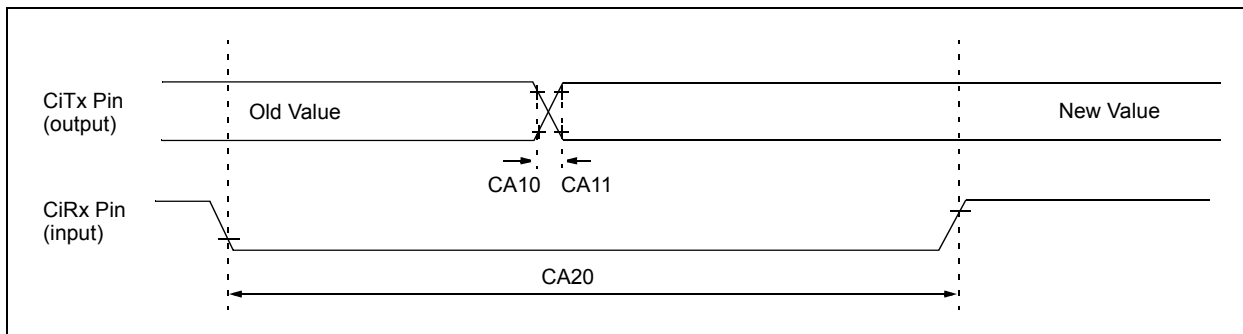 CiTx Pin
(output)
Old Value
New Value
CA10 CA11
CiRx Pin
(input)
CA20